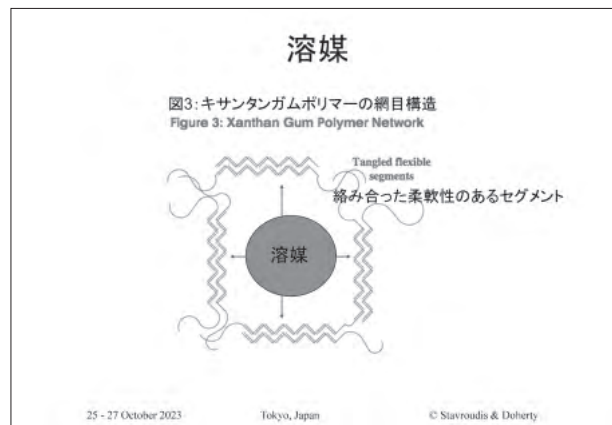 溶媒
図3:キサンタンガムポリマーの網目構造
Figure 3: Xanthan Gum Polymer Network
Tangled flexible
segments
絡み合った柔軟性のあるセグメント
溶媒
25 - 27 October 2023
Tokyo, Japan
© Stavroudis & Doherty